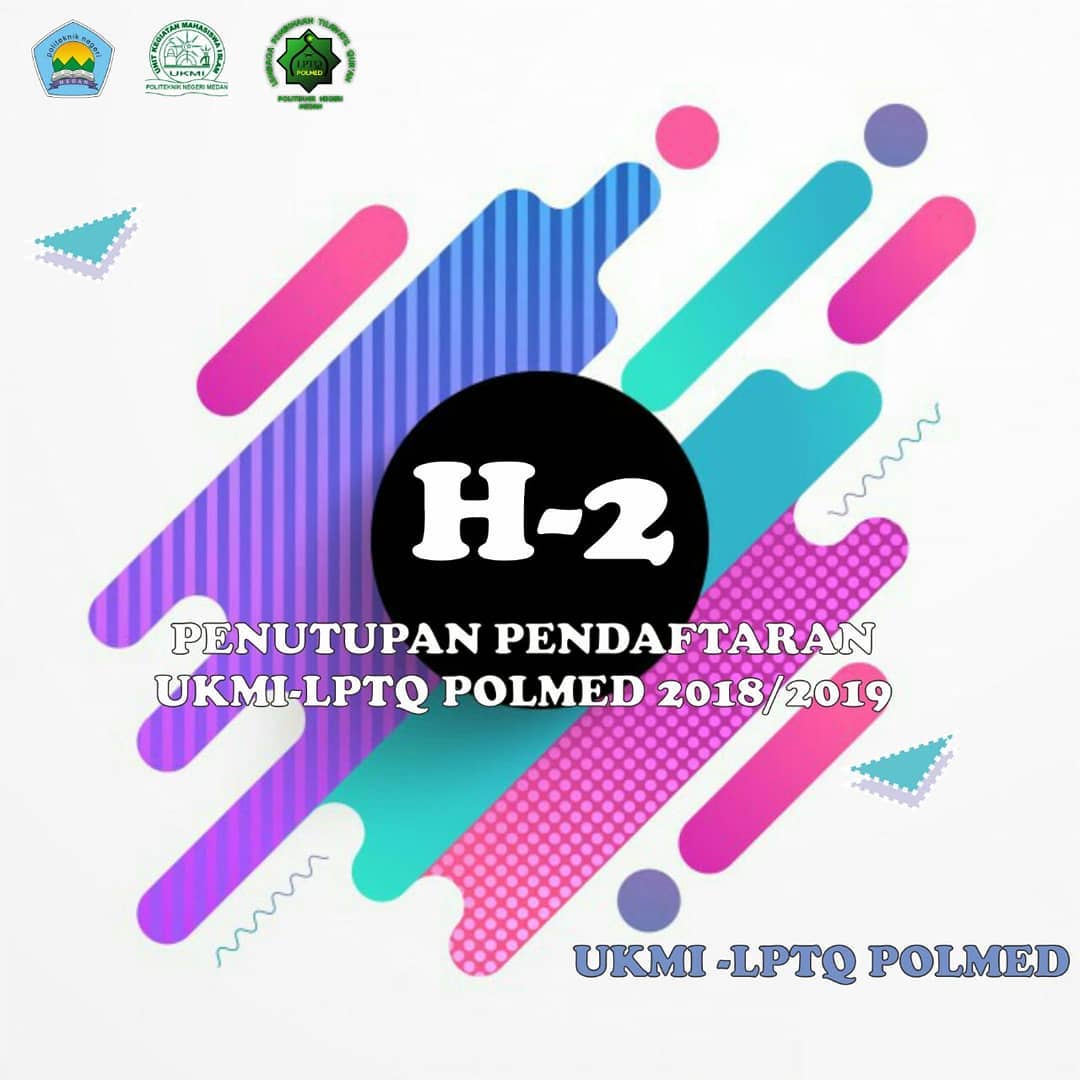 politeknik negeri
MEDAN
UNIT KEGIATAN MAHASISWA ISLAM
UKMI
POLITEKNIK NEGERI MEDAN
LEMBAGA PEMBINAAN TILAWATIL QUR'AN
LPTQ
POLMED
POLITEKNIK NEGERI
MEDAN
H-2
PENUTUPAN PENDAFTARAN
UKMI-LPTQ POLMED 2018/2019
UKMI -LPTQ POLMED